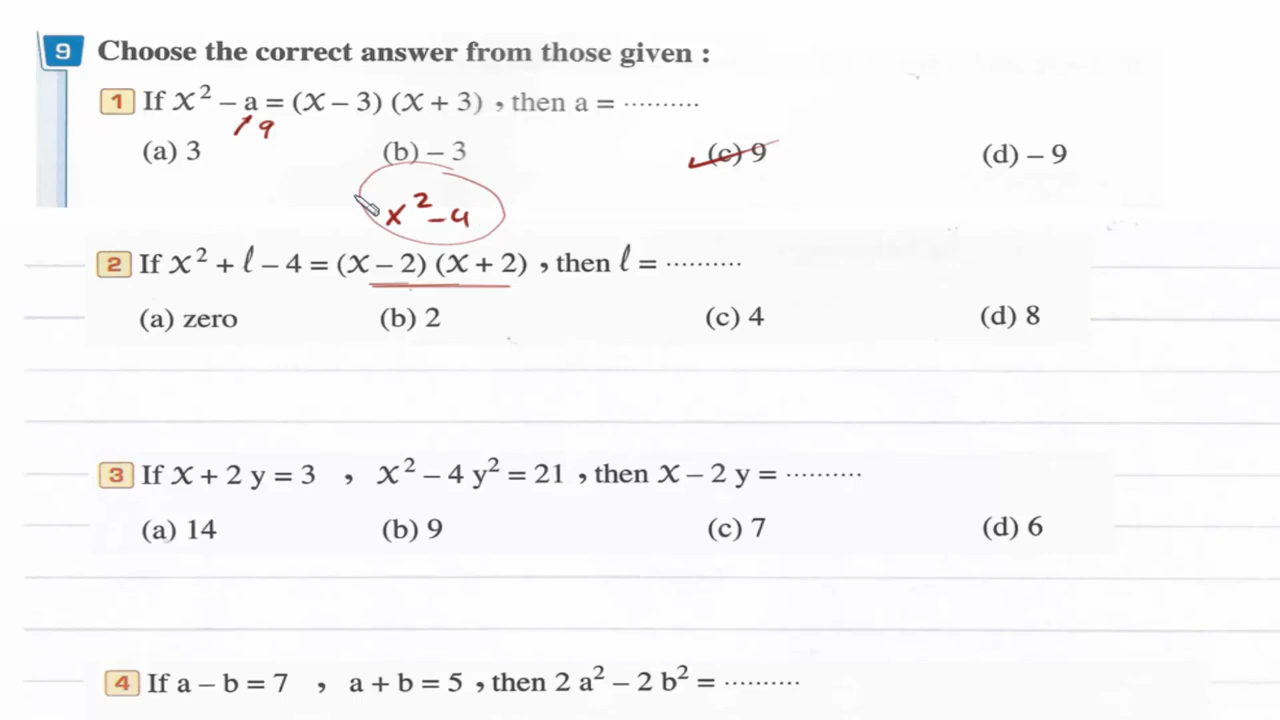 9 Choose the correct answer from those given :
1 If x² – a = (x – 3) (x + 3) , then a = ··········
9
(a) 3 (b) – 3 (c) 9 (d) – 9
x² – 4
2 If x² + l – 4 = (x – 2) (x + 2) , then l = ··········
(a) zero (b) 2 (c) 4 (d) 8
3 If x + 2 y = 3 , x² – 4 y² = 21 , then x – 2 y = ··········
(a) 14 (b) 9 (c) 7 (d) 6
4 If a – b = 7 , a + b = 5 , then 2 a² – 2 b² = ··········